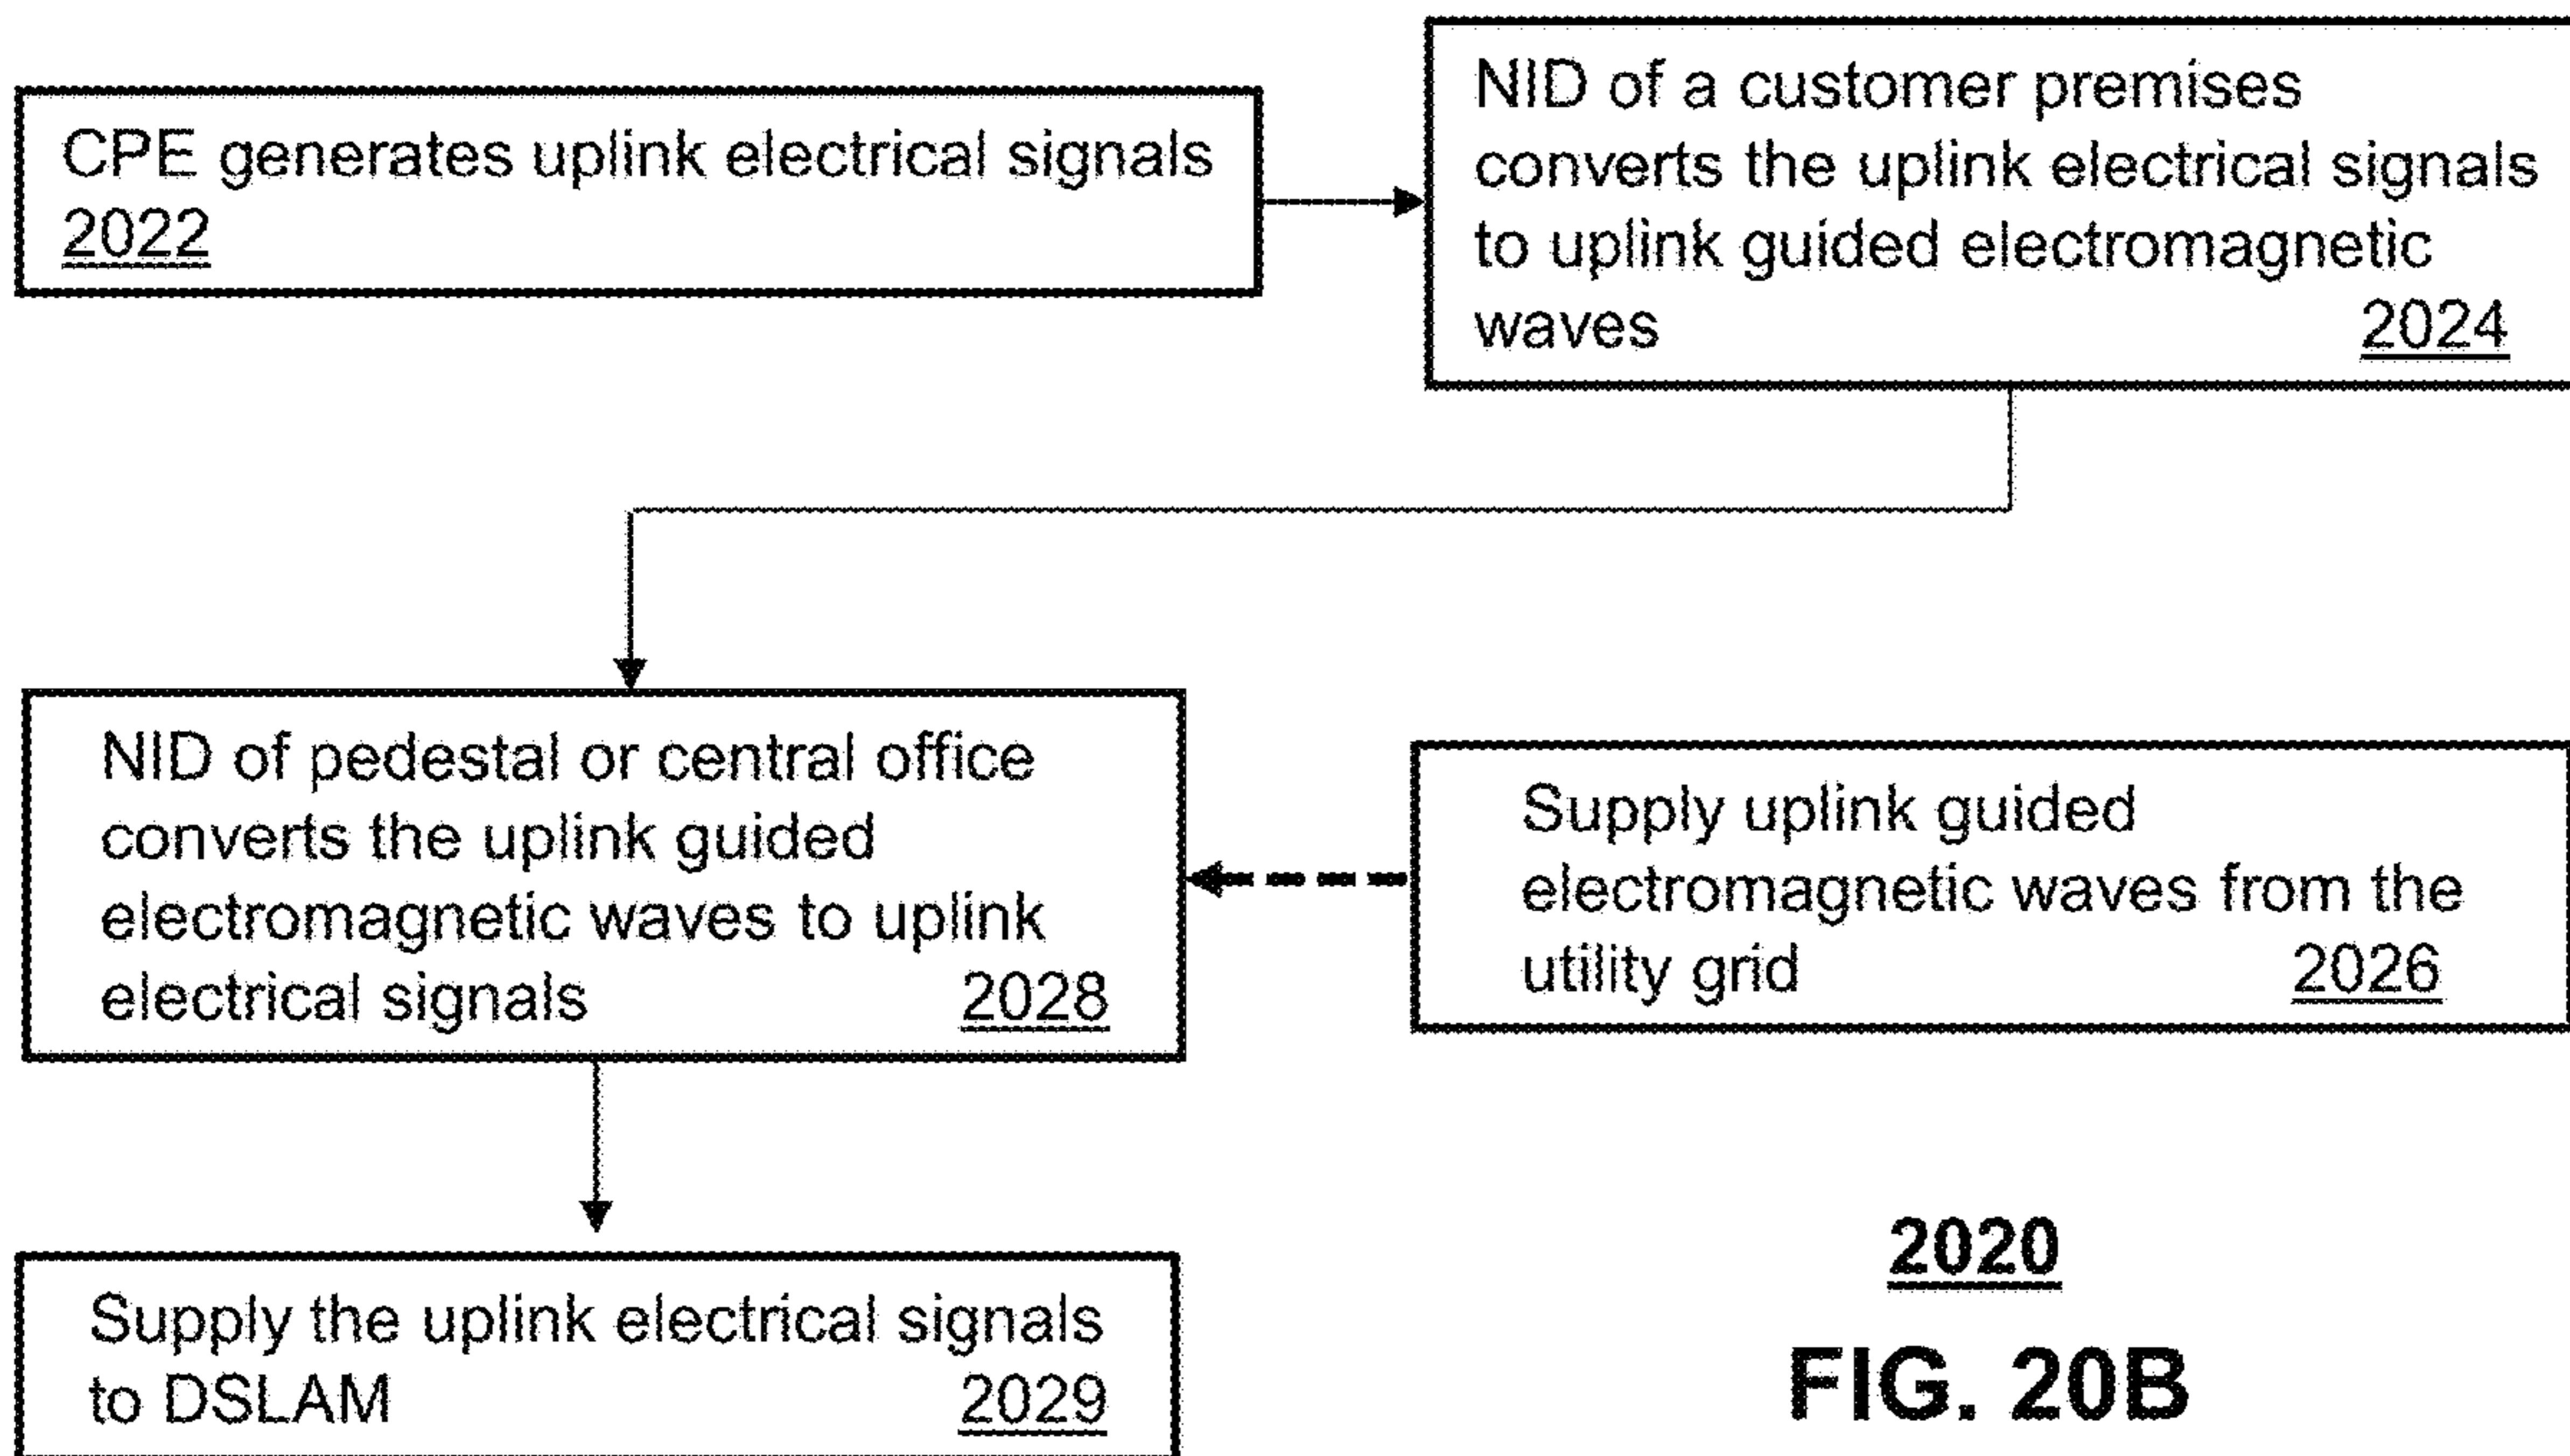 CPE generates uplink electrical signals
2022
NID of a customer premises
converts the uplink electrical signals
to uplink guided electromagnetic
waves 2024
NID of pedestal or central office
converts the uplink guided
electromagnetic waves to uplink
electrical signals 2028
Supply uplink guided
electromagnetic waves from the
utility grid 2026
Supply the uplink electrical signals
to DSLAM 2029
2020
FIG. 20B